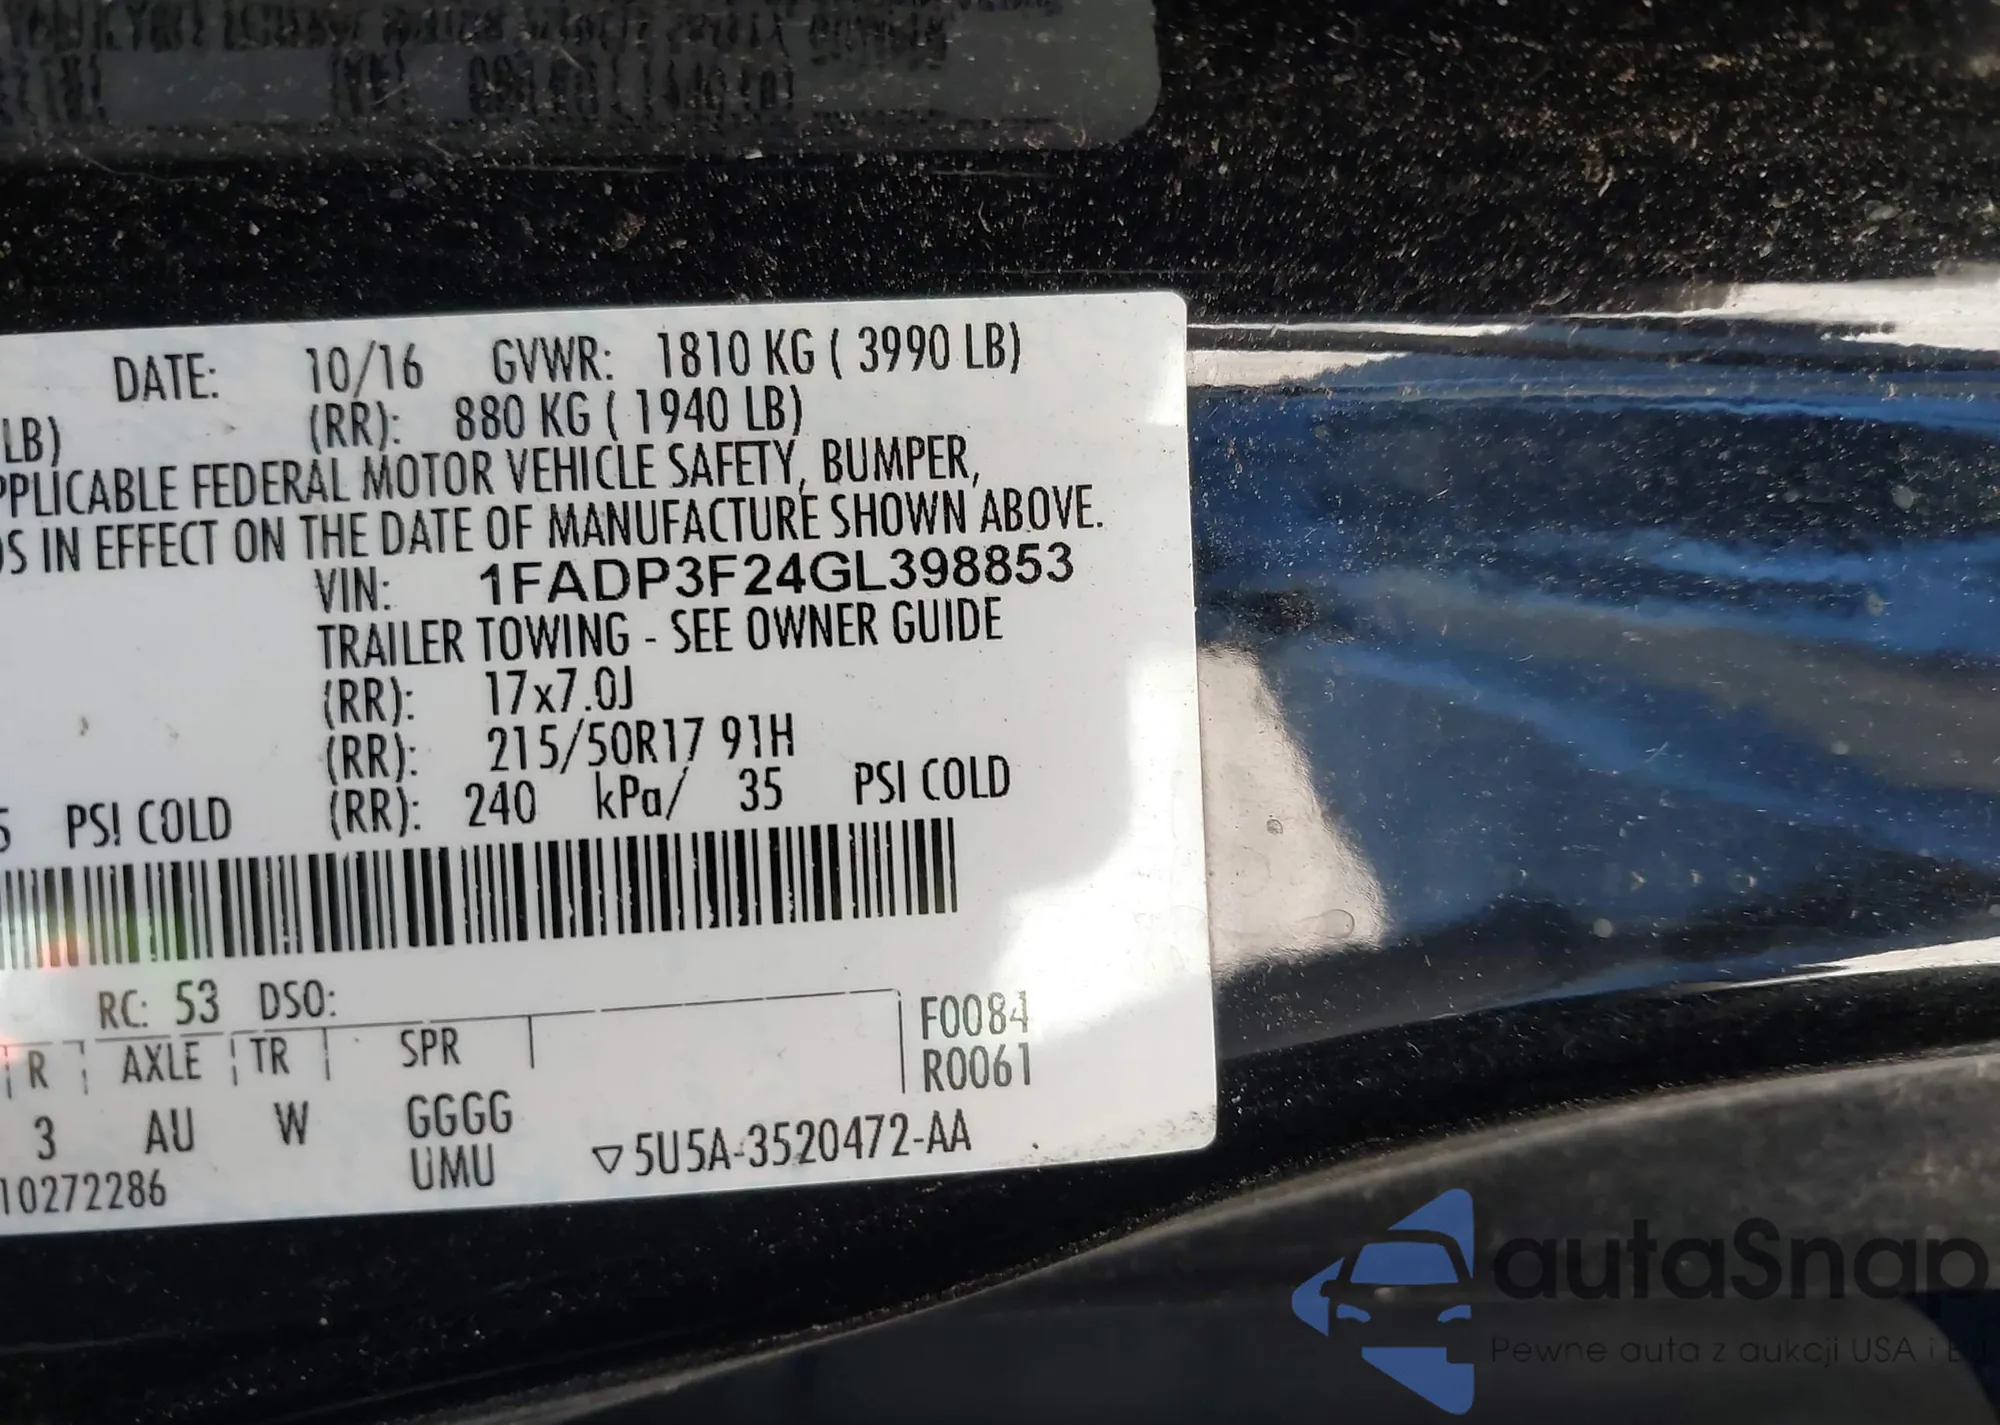 DATE: 10/16 GVWR: 1810 KG ( 3990 LB)
LB) (RR): 880 KG ( 1940 LB)
PPLICABLE FEDERAL MOTOR VEHICLE SAFETY, BUMPER,
DS IN EFFECT ON THE DATE OF MANUFACTURE SHOWN ABOVE.
VIN: 1FADP3F24GL398853
TRAILER TOWING - SEE OWNER GUIDE
(RR): 17x7.0J
(RR): 215/50R17 91H
5 PSI COLD (RR): 240 kPa/ 35 PSI COLD
RC: 53 DSO:
F0084
R AXLE TR SPR
R0061
3 AU W GGGG
10272286 UMU ▽5U5A-3520472-AA
autaSnap
Pewne auta z aukcji USA i EU